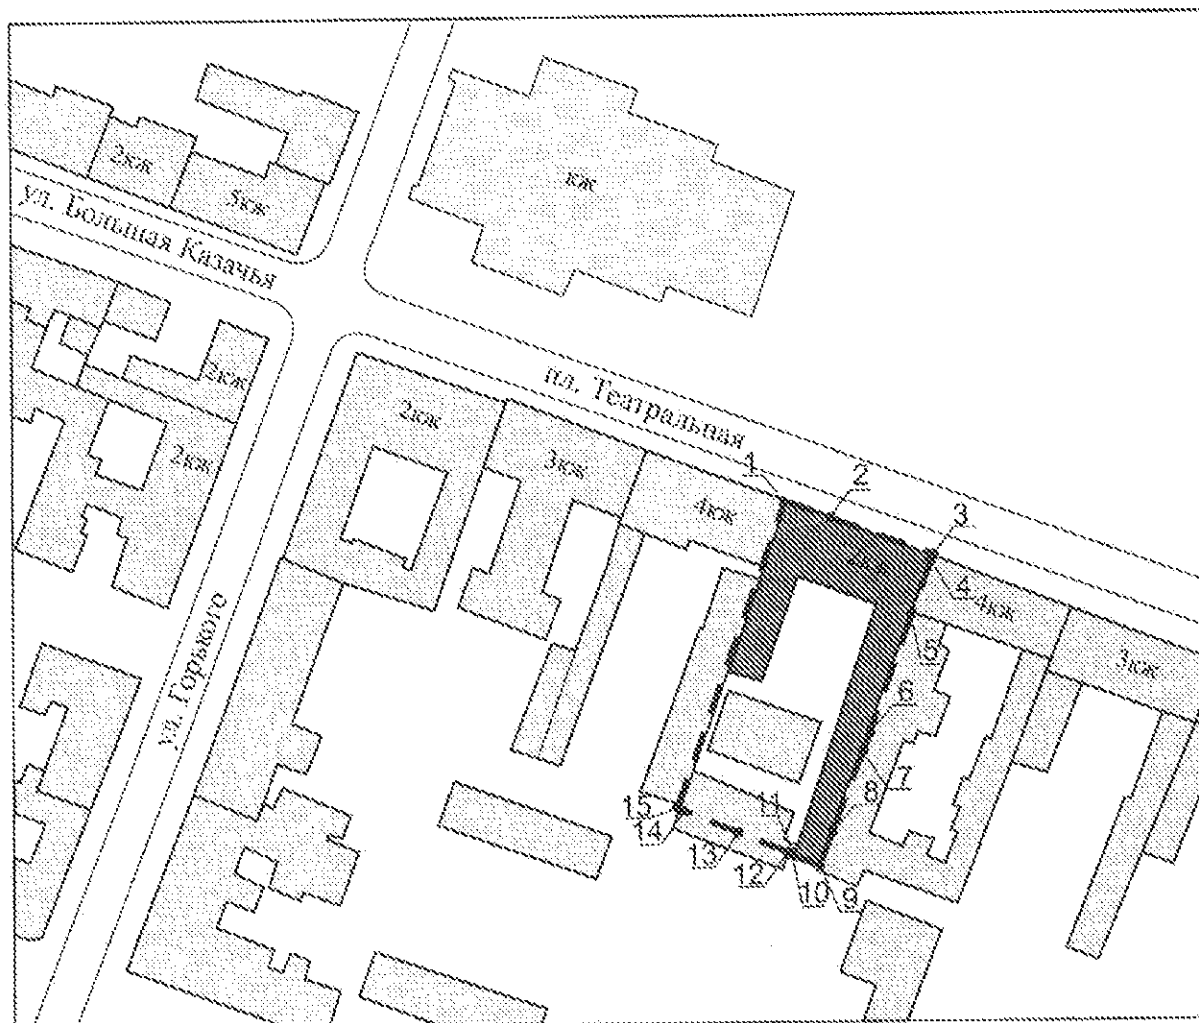 2кж
5кж
кж
ул. Большая Казачья
2кж
2кж
пл. Театральная
2кж
3кж
4кж
1
2
3
4
4кж
5
3кж
6
7
8
ул. Горького
15
14
13
12
11
10
9